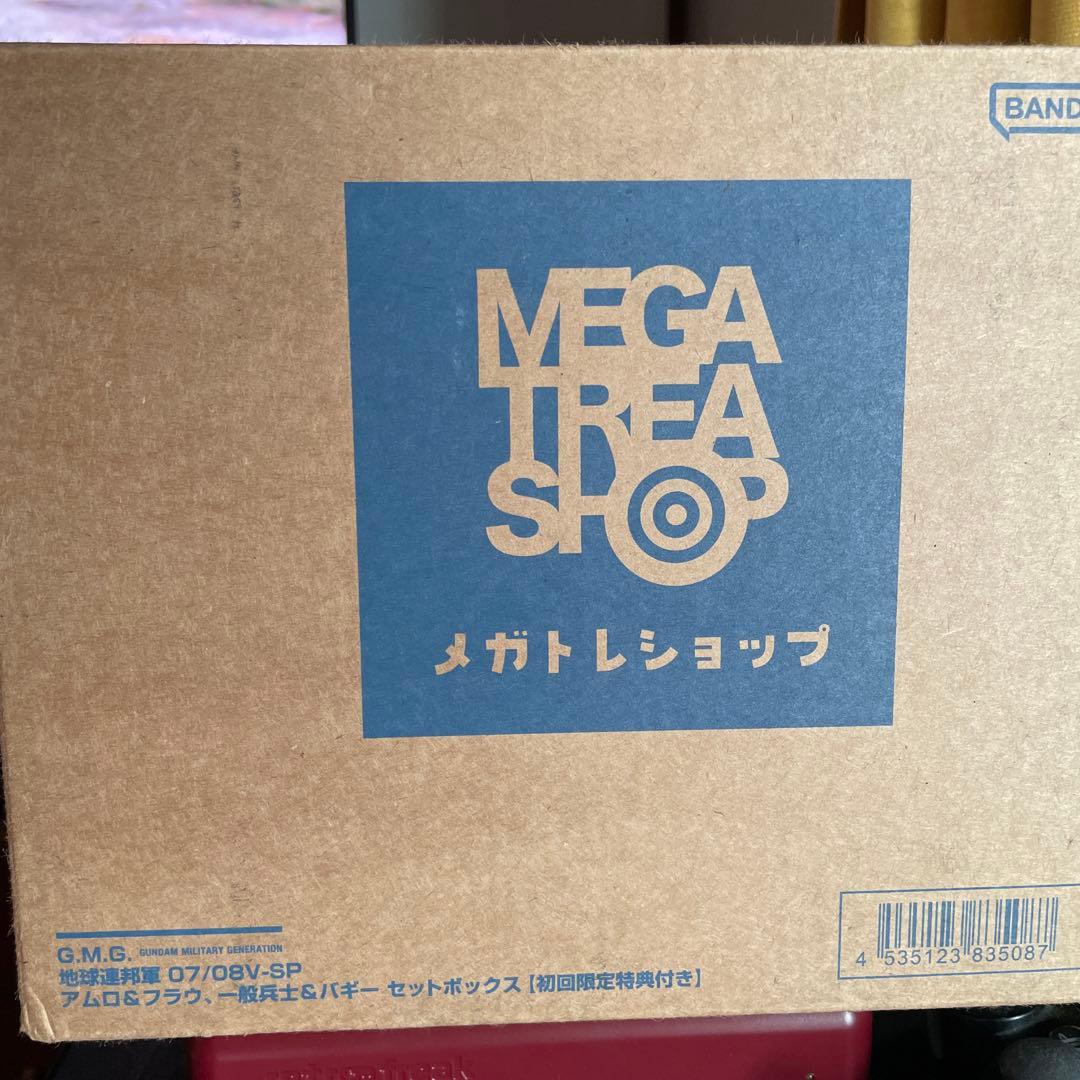 BAND
MEGA
TREA
SHOP
メガトレショップ
G.M.G. GUNDAM MILITARY GENERATION
地球連邦軍 07/08V-SP
アムロ&フラウ、一般兵士&バギー セットボックス【初回限定特典付き】
4 535123 835087